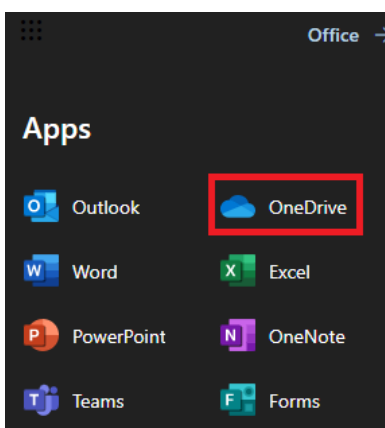 Office
Apps
Outlook OneDrive
Word Excel
PowerPoint OneNote
Teams Forms